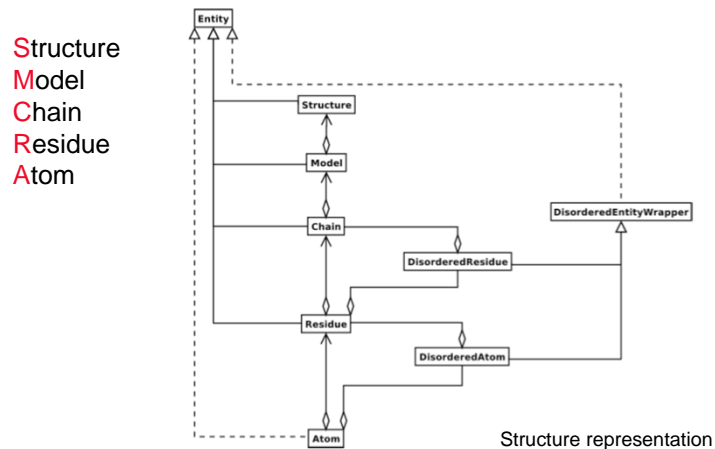 Structure
Model
Chain
Residue
Atom
Entity
Structure
Model
DisorderedEntityWrapper
Chain
DisorderedResidue
Residue
DisorderedAtom
Atom
Structure representation